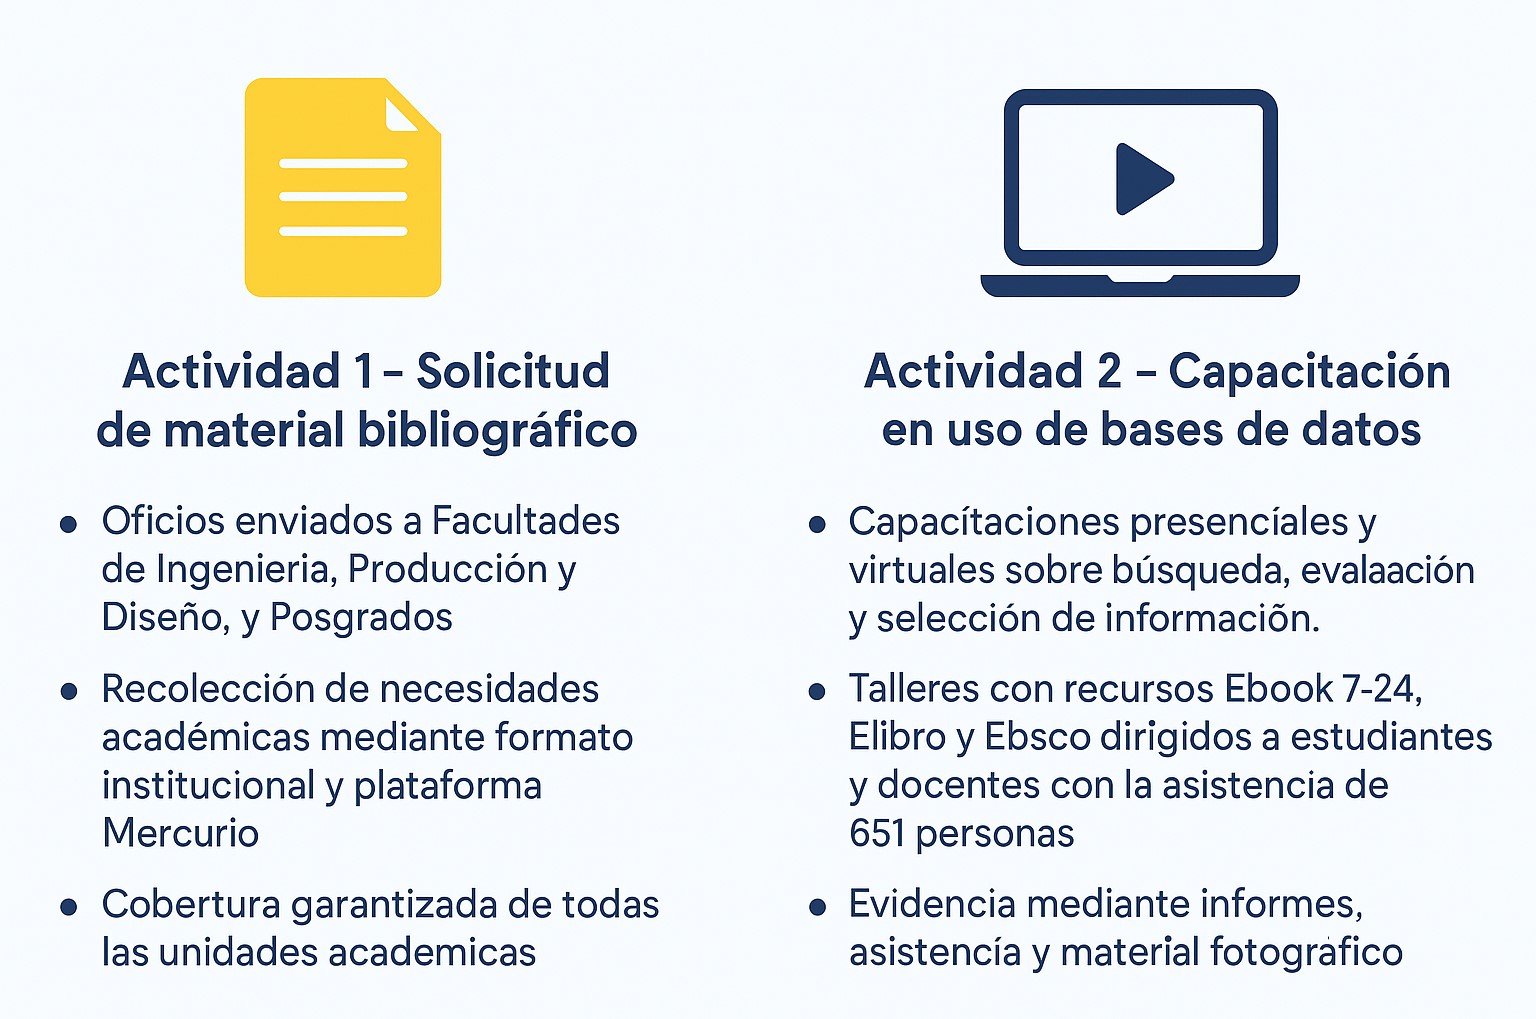 Actividad 1 – Solicitud
de material bibliográfico
• Oficios enviados a Facultades
de Ingenieria, Producción y
Diseño, y Posgrados
• Recolección de necesidades
académicas mediante formato
institucional y plataforma
Mercurio
• Cobertura garantizada de todas
las unidades academicas
Actividad 2 – Capacitación
en uso de bases de datos
• Capacítaciones presencíales y
virtuales sobre búsqueda, evalaación
y selección de informaciõn.
• Talleres con recursos Ebook 7-24,
Elibro y Ebsco dirigidos a estudiantes
y docentes con la asistencia de
651 personas
• Evidencia mediante informes,
asistencía y material fotográfico